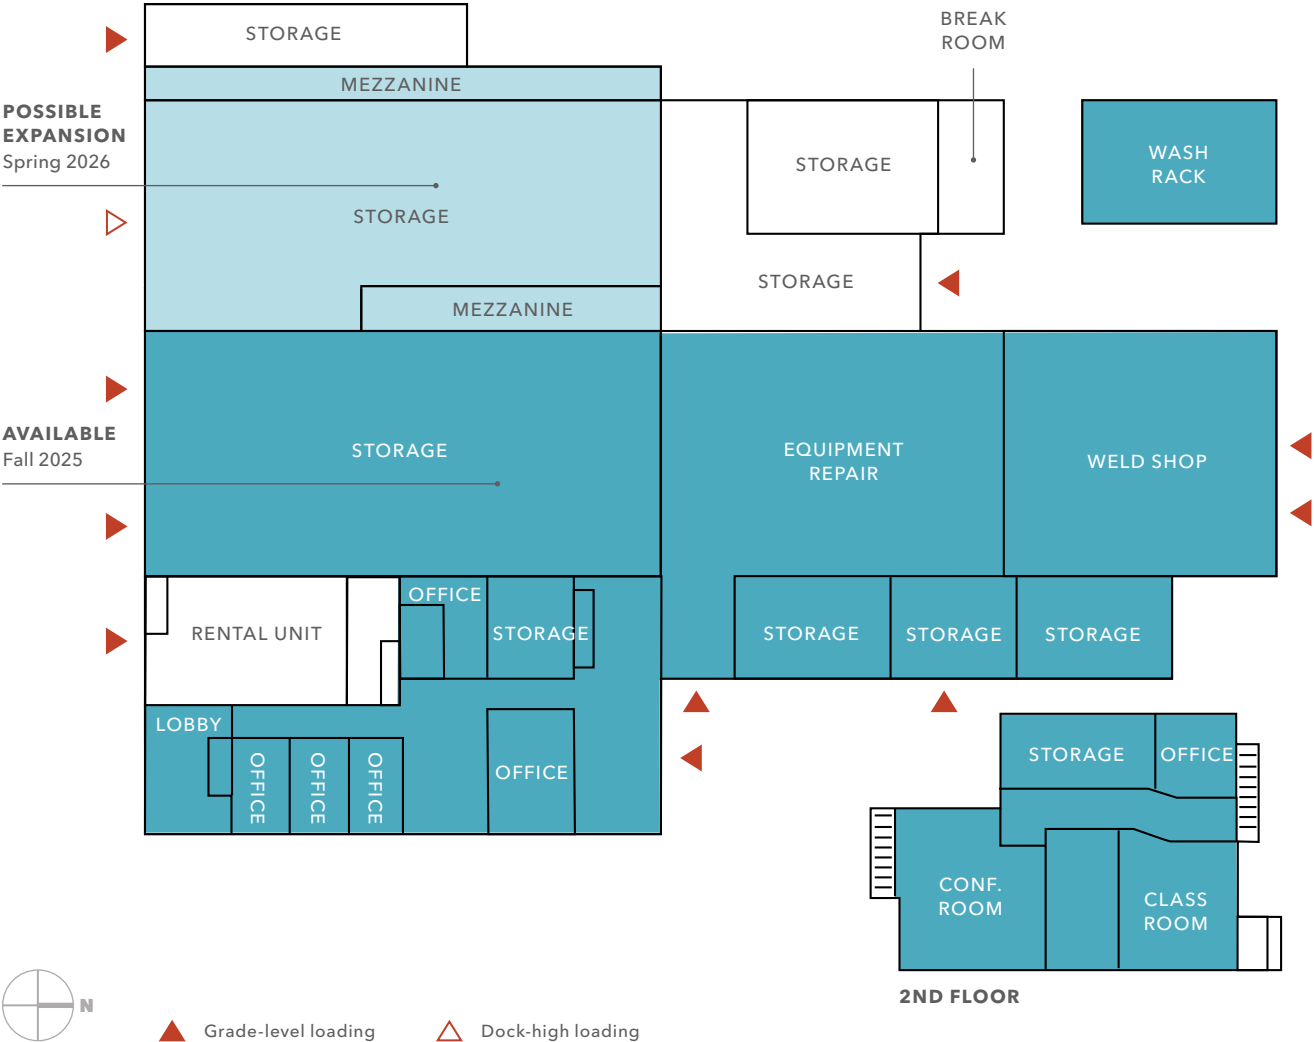 STORAGE
BREAK
ROOM
MEZZANINE
POSSIBLE
EXPANSION
Spring 2026
STORAGE
WASH
RACK
STORAGE
STORAGE
MEZZANINE
AVAILABLE
Fall 2025
STORAGE
EQUIPMENT
REPAIR
WELD SHOP
OFFICE
RENTAL UNIT
STORAGE
STORAGE
STORAGE
STORAGE
LOBBY
OFFICE
OFFICE
OFFICE
OFFICE
STORAGE
OFFICE
CONF.
ROOM
CLASS
ROOM
2ND FLOOR
N
Grade-level loading
Dock-high loading